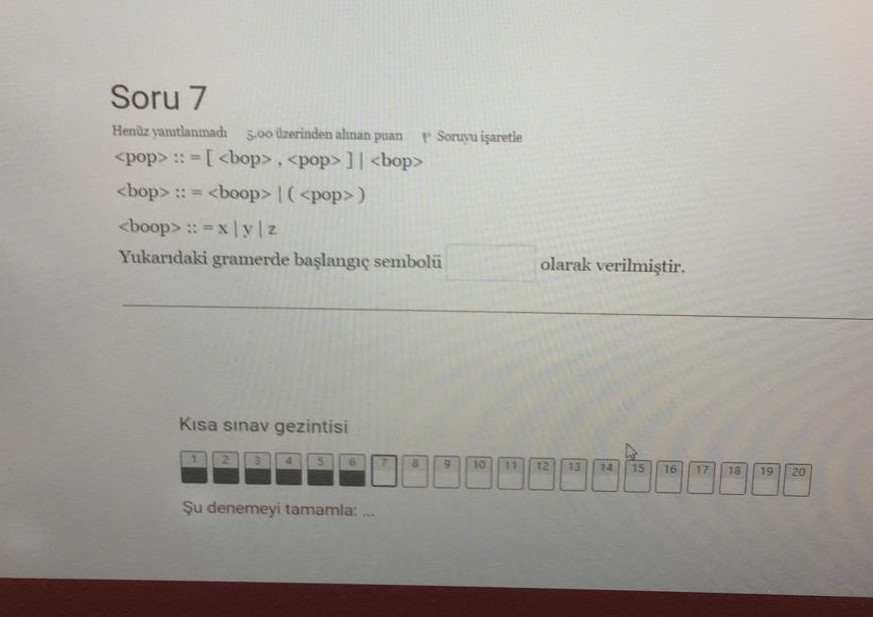 Soru 7
Henüz yanıtlanmadı 5,00 üzerinden alınan puan Soruyu işaretle
<pop> :: = [ <bop> , <pop> ] | <bop>
<bop> :: = <boop> | ( <pop> )
<boop> :: = x | y | z
Yukarıdaki gramerde başlangıç sembolü olarak verilmiştir.
Kısa sınav gezintisi
1 2 3 4 5 6 7 8 9 10 11 12 13 14 15 16 17 18 19 20
Şu denemeyi tamamla: ...